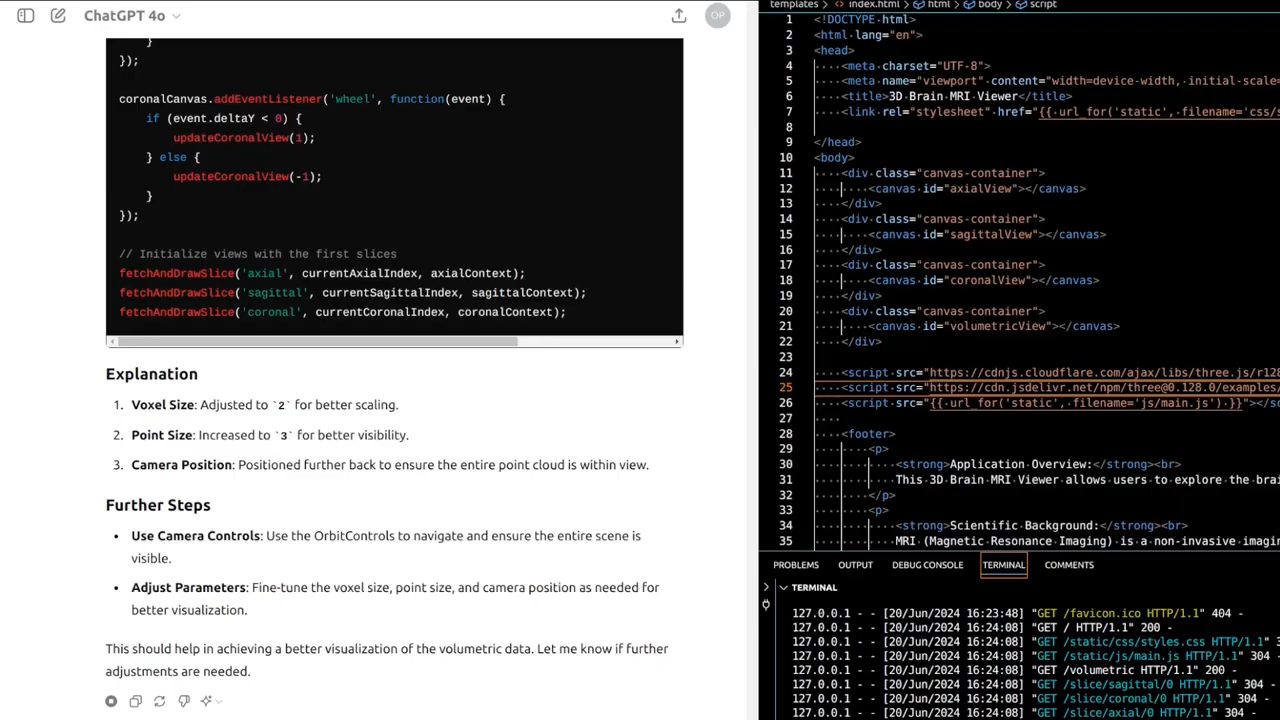 ChatGPT 4o
OP
}
});
coronalCanvas.addEventListener('wheel', function(event) {
if (event.deltaY < 0) {
updateCoronalView(1);
} else {
updateCoronalView(-1);
}
});
// Initialize views with the first slices
fetchAndDrawSlice('axial', currentAxialIndex, axialContext);
fetchAndDrawSlice('sagittal', currentSagittalIndex, sagittalContext);
fetchAndDrawSlice('coronal', currentCoronalIndex, coronalContext);
Explanation
1. Voxel Size: Adjusted to `2` for better scaling.
2. Point Size: Increased to `3` for better visibility.
3. Camera Position: Positioned further back to ensure the entire point cloud is within view.
Further Steps
• Use Camera Controls: Use the OrbitControls to navigate and ensure the entire scene is
visible.
• Adjust Parameters: Fine-tune the voxel size, point size, and camera position as needed for
better visualization.
This should help in achieving a better visualization of the volumetric data. Let me know if further
adjustments are needed.
templates > index.html > html > body > script
1 <!DOCTYPE html>
2 <html lang="en">
3 <head>
4 <meta charset="UTF-8">
5 <meta name="viewport" content="width=device-width, initial-scale=
6 <title>3D Brain MRI Viewer</title>
7 <link rel="stylesheet" href="{{ url_for('static', filename='css/s
8
9 </head>
10 <body>
11 <div class="canvas-container">
12 <canvas id="axialView"></canvas>
13 </div>
14 <div class="canvas-container">
15 <canvas id="sagittalView"></canvas>
16 </div>
17 <div class="canvas-container">
18 <canvas id="coronalView"></canvas>
19 </div>
20 <div class="canvas-container">
21 <canvas id="volumetricView"></canvas>
22 </div>
23
24 <script src="https://cdnjs.cloudflare.com/ajax/libs/three.js/r128
25 <script src="https://cdn.jsdelivr.net/npm/three@0.128.0/examples/
26 <script src="{{ url_for('static', filename='js/main.js') }}"></sc
27
28 <footer>
29 <p>
30 <strong>Application Overview:</strong><br>
31 This 3D Brain MRI Viewer allows users to explore the brai
32 </p>
33 <p>
34 <strong>Scientific Background:</strong><br>
35 MRI (Magnetic Resonance Imaging) is a non-invasive imagin
PROBLEMS OUTPUT DEBUG CONSOLE TERMINAL COMMENTS
TERMINAL
127.0.0.1 - - [20/Jun/2024 16:23:48] "GET /favicon.ico HTTP/1.1" 404 -
127.0.0.1 - - [20/Jun/2024 16:24:08] "GET / HTTP/1.1" 200 -
127.0.0.1 - - [20/Jun/2024 16:24:08] "GET /static/css/styles.css HTTP/1.1" 3
127.0.0.1 - - [20/Jun/2024 16:24:08] "GET /static/js/main.js HTTP/1.1" 304 -
127.0.0.1 - - [20/Jun/2024 16:24:08] "GET /volumetric HTTP/1.1" 200 -
127.0.0.1 - - [20/Jun/2024 16:24:08] "GET /slice/sagittal/0 HTTP/1.1" 304 -
127.0.0.1 - - [20/Jun/2024 16:24:08] "GET /slice/coronal/0 HTTP/1.1" 304 -
127.0.0.1 - - [20/Jun/2024 16:24:08] "GET /slice/axial/0 HTTP/1.1" 304 -